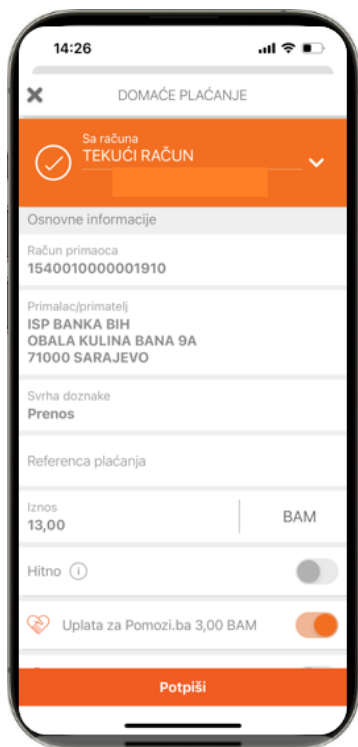 14:26
DOMAĆE PLAĆANJE
Sa računa
TEKUĆI RAČUN
Osnovne informacije
Račun primaoca
1540010000001910
Primalac/primatelj
ISP BANKA BIH
OBALA KULINA BANA 9A
71000 SARAJEVO
Svrha doznake
Prenos
Referenca plaćanja
Iznos
13,00
BAM
Hitno
Uplata za Pomozi.ba 3,00 BAM
Potpiši